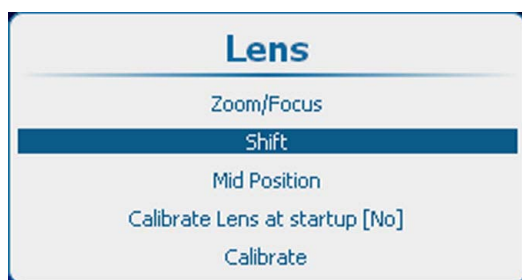 Lens
Zoom/Focus
Shift
Mid Position
Calibrate Lens at startup [No]
Calibrate